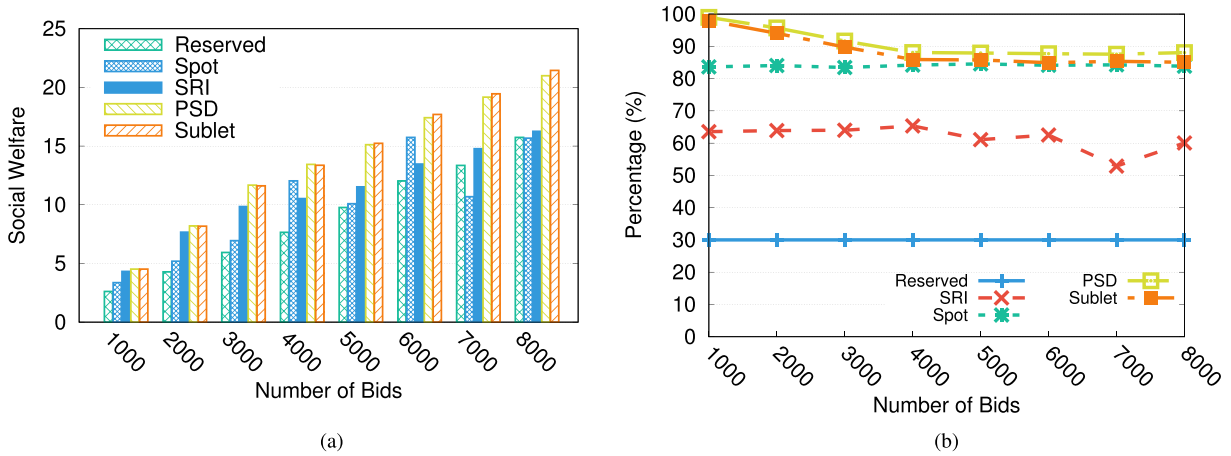 25
20
15
10
5
0
Social Welfare
Reserved
Spot
SRI
PSD
Sublet
1000 2000 3000 4000 5000 6000 7000 8000
Number of Bids
(a)
100
90
80
70
60
50
40
30
20
10
0
Percentage (%)
Reserved PSD
SRI Sublet
Spot
1000 2000 3000 4000 5000 6000 7000 8000
Number of Bids
(b)